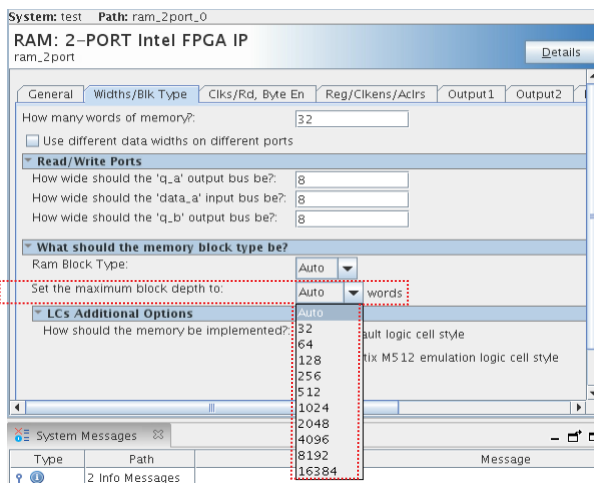 System: test Path: ram_2port_0
RAM: 2-PORT Intel FPGA IP
ram_2port
Details
General Widths/Blk Type Clks/Rd, Byte En Reg/Clkens/Aclrs Output1 Output2
How many words of memory?: 32
Use different data widths on different ports
Read/Write Ports
How wide should the 'q_a' output bus be?: 8
How wide should the 'data_a' input bus be?: 8
How wide should the 'q_b' output bus be?: 8
What should the memory block type be?
Ram Block Type: Auto
Set the maximum block depth to: Auto words
Auto
LCs Additional Options
How should the memory be implemented?: 32
ault logic cell style
64
128
tix M512 emulation logic cell style
256
512
1024
2048
4096
8192
16384
System Messages
Type Path Message
2 Info Messages